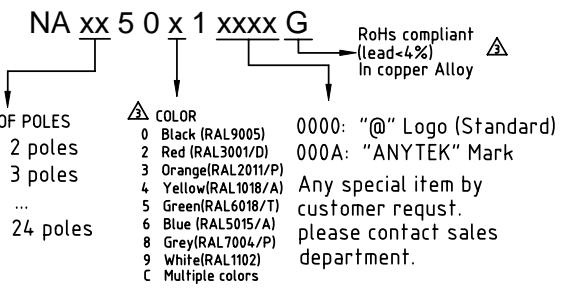 NA xx 5 0 x 1 xxxx G
RoHs compliant
(lead<4%)
In copper Alloy
3
OF POLES
2 poles
3 poles
...
24 poles
3 COLOR
0 Black (RAL9005)
2 Red (RAL3001/D)
3 Orange(RAL2011/P)
4 Yellow(RAL1018/A)
5 Green(RAL6018/T)
6 Blue (RAL5015/A)
8 Grey(RAL7004/P)
9 White(RAL1102)
C Multiple colors
0000: "@" Logo (Standard)
000A: "ANYTEK" Mark
Any special item by
customer requst.
please contact sales
department.